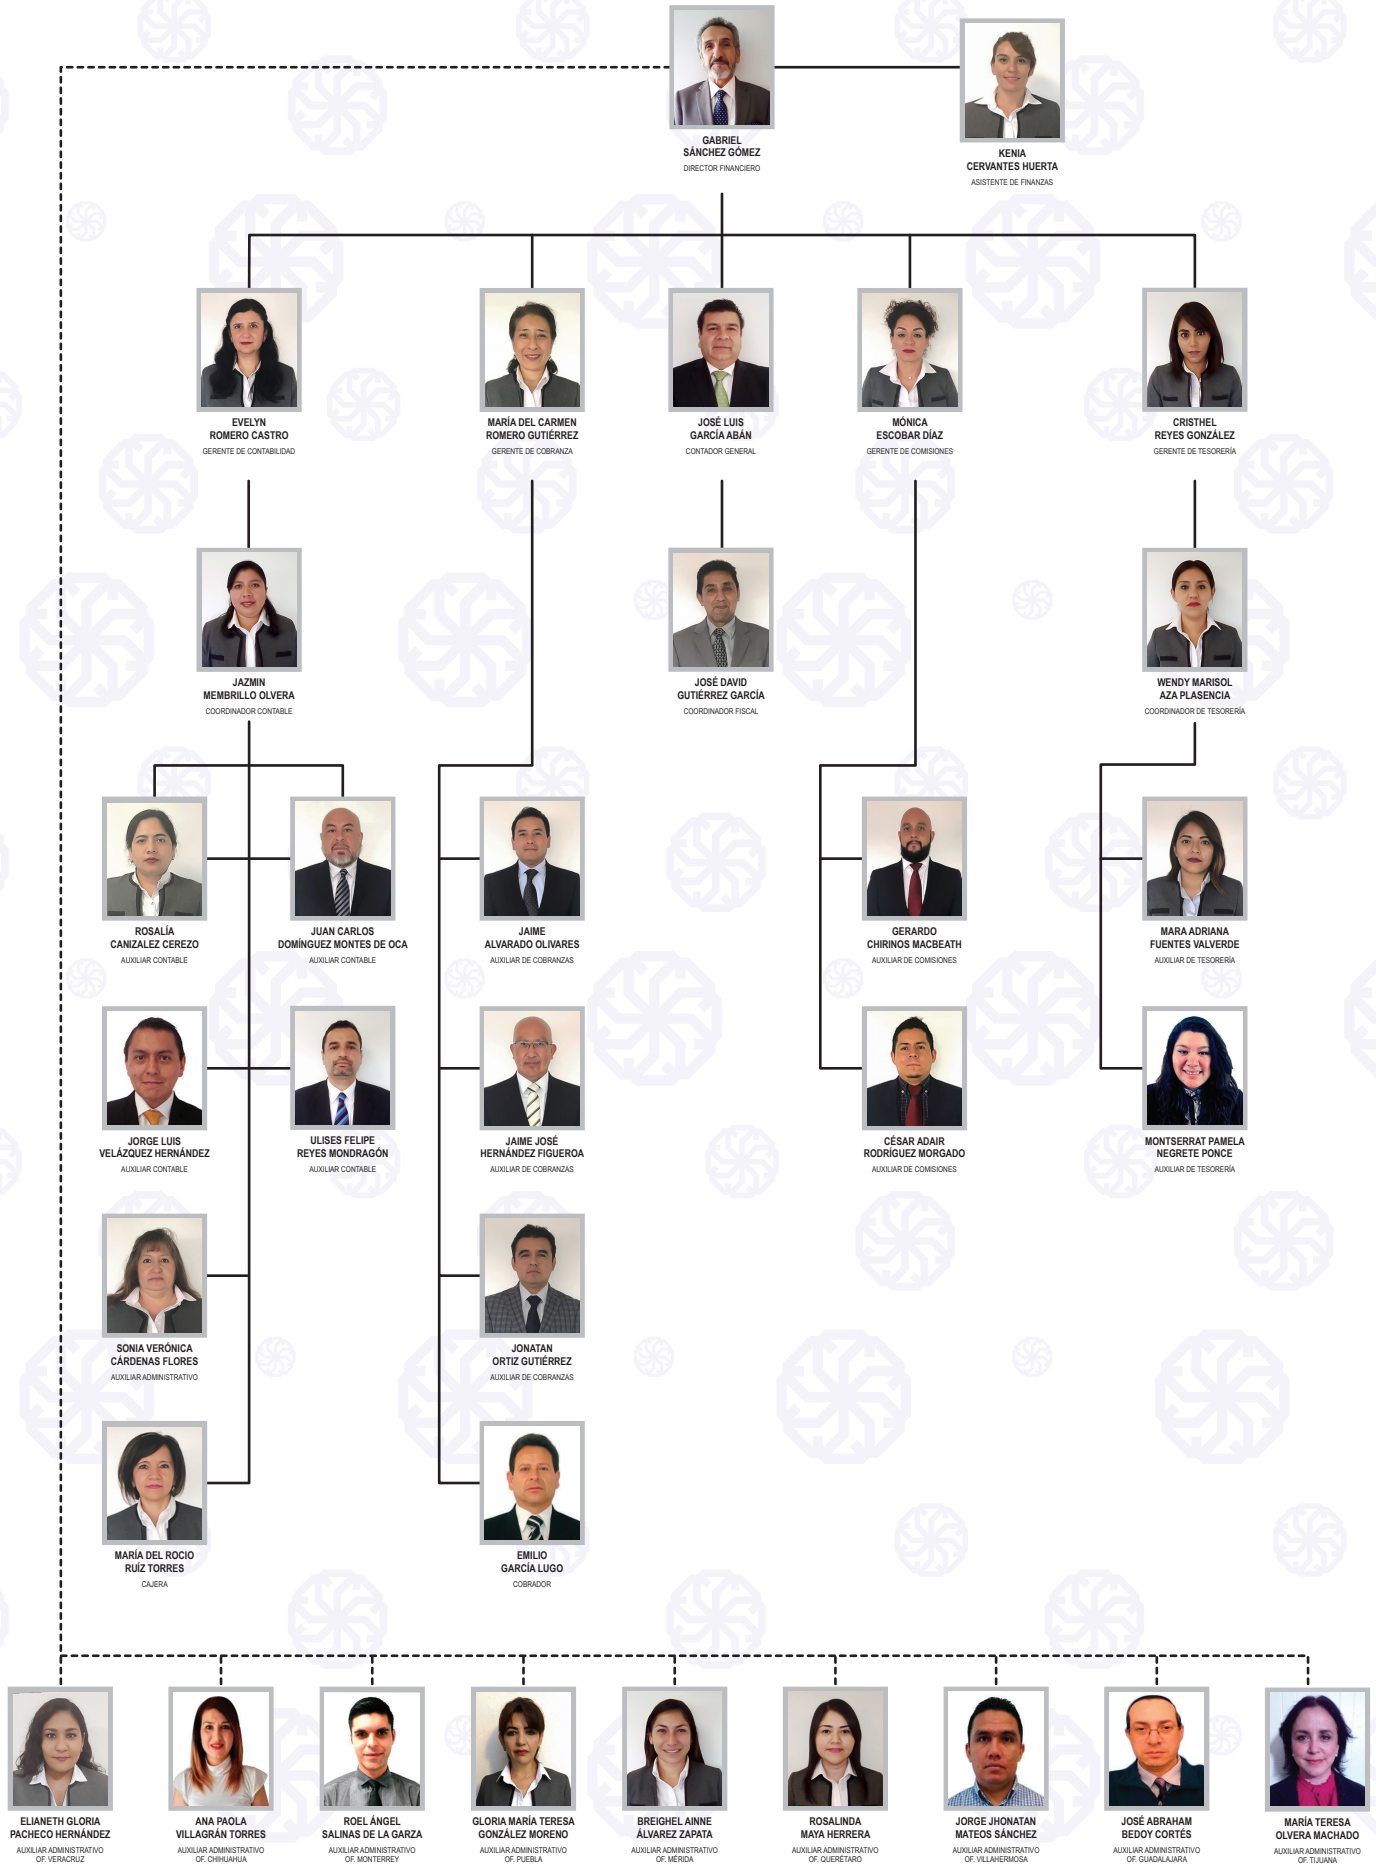 GABRIEL
SÁNCHEZ GÓMEZ
DIRECTOR FINANCIERO
KENIA
CERVANTES HUERTA
ASISTENTE DE FINANZAS
EVELYN
ROMERO CASTRO
GERENTE DE CONTABILIDAD
MARÍA DEL CARMEN
ROMERO GUTIÉRREZ
GERENTE DE COBRANZA
JOSÉ LUIS
GARCÍA ABÁN
CONTADOR GENERAL
MÓNICA
ESCOBAR DÍAZ
GERENTE DE COMISIONES
CRISTHEL
REYES GONZÁLEZ
GERENTE DE TESORERÍA
JAZMIN
MEMBRILLO OLVERA
COORDINADOR CONTABLE
JOSÉ DAVID
GUTIÉRREZ GARCÍA
COORDINADOR FISCAL
WENDY MARISOL
AZA PLASENCIA
COORDINADOR DE TESORERÍA
ROSALÍA
CANIZALEZ CEREZO
AUXILIAR CONTABLE
JUAN CARLOS
DOMÍNGUEZ MONTES DE OCA
AUXILIAR CONTABLE
JAIME
ALVARADO OLIVARES
AUXILIAR DE COBRANZAS
GERARDO
CHIRINOS MACBEATH
AUXILIAR DE COMISIONES
MARA ADRIANA
FUENTES VALVERDE
AUXILIAR DE TESORERÍA
JORGE LUIS
VELÁZQUEZ HERNÁNDEZ
AUXILIAR CONTABLE
ULISES FELIPE
REYES MONDRAGÓN
AUXILIAR CONTABLE
JAIME JOSÉ
HERNÁNDEZ FIGUEROA
AUXILIAR DE COBRANZAS
CÉSAR ADAIR
RODRÍGUEZ MORGADO
AUXILIAR DE COMISIONES
MONTSERRAT PAMELA
NEGRETE PONCE
AUXILIAR DE TESORERÍA
SONIA VERÓNICA
CÁRDENAS FLORES
AUXILIAR ADMINISTRATIVO
JONATAN
ORTIZ GUTIÉRREZ
AUXILIAR DE COBRANZAS
MARÍA DEL ROCIO
RUÍZ TORRES
CAJERA
EMILIO
GARCÍA LUGO
COBRADOR
ELIANETH GLORIA
PACHECO HERNÁNDEZ
AUXILIAR ADMINISTRATIVO
OF. VERACRUZ
ANA PAOLA
VILLAGRÁN TORRES
AUXILIAR ADMINISTRATIVO
OF. CHIHUAHUA
ROEL ÁNGEL
SALINAS DE LA GARZA
AUXILIAR ADMINISTRATIVO
OF. MONTERREY
GLORIA MARÍA TERESA
GONZÁLEZ MORENO
AUXILIAR ADMINISTRATIVO
OF. PUEBLA
BREIGHEL AINNE
ÁLVAREZ ZAPATA
AUXILIAR ADMINISTRATIVO
OF. MÉRIDA
ROSALINDA
MAYA HERRERA
AUXILIAR ADMINISTRATIVO
OF. QUERÉTARO
JORGE JHONATAN
MATEOS SÁNCHEZ
AUXILIAR ADMINISTRATIVO
OF. VILLAHERMOSA
JOSÉ ABRAHAM
BEDOY CORTÉS
AUXILIAR ADMINISTRATIVO
OF. GUADALAJARA
MARÍA TERESA
OLVERA MACHADO
AUXILIAR ADMINISTRATIVO
OF. TIJUANA